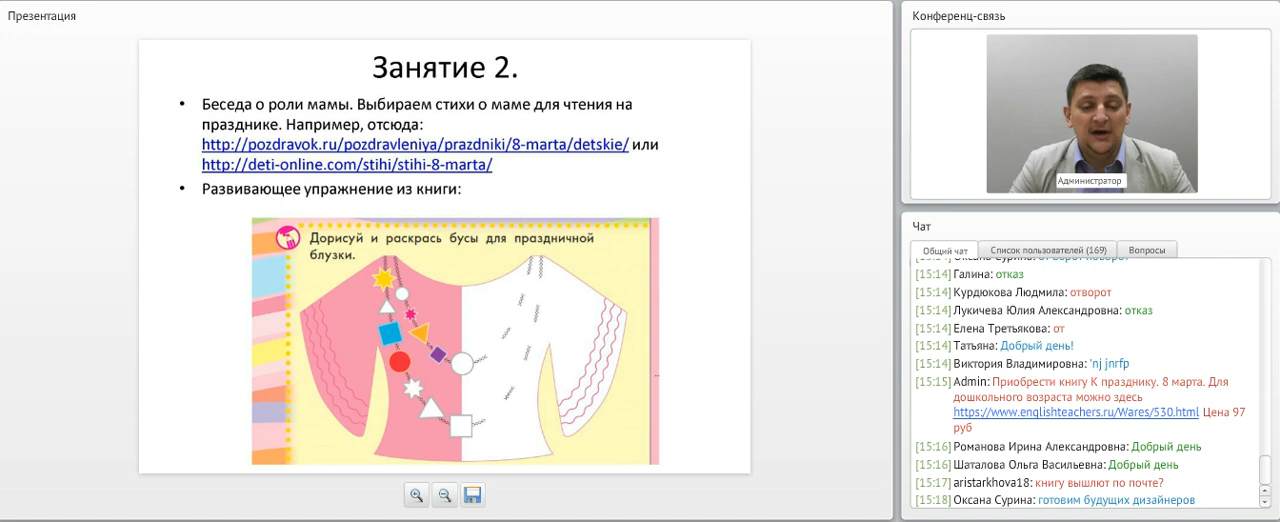 Презентация
Занятие 2.
• Беседа о роли мамы. Выбираем стихи о маме для чтения на
празднике. Например, отсюда:
http://pozdravok.ru/pozdravleniya/prazdniki/8-marta/detskie/ или
http://deti-online.com/stihi/stihi-8-marta/
• Развивающее упражнение из книги:
Дорисуй и раскрась бусы для праздничной
блузки.
Конференц-связь
Администратор
Чат
Общий чат
Список пользователей (169)
Вопросы
Оксана Сурина:
[15:14] Галина: отказ
[15:14] Курдюкова Людмила: отворот
[15:14] Лукичева Юлия Александровна: отказ
[15:14] Елена Третьякова: от
[15:14] Татьяна: Добрый день!
[15:14] Виктория Владимировна: 'nj jnrfp
[15:15] Admin: Приобрести книгу К празднику. 8 марта. Для
дошкольного возраста можно здесь
https://www.englishteachers.ru/Wares/530.html Цена 97
руб
[15:16] Романова Ирина Александровна: Добрый день
[15:16] Шаталова Ольга Васильевна: Добрый день
[15:17] aristarkhova18: книгу вышлют по почте?
[15:18] Оксана Сурина: готовим будущих дизайнеров